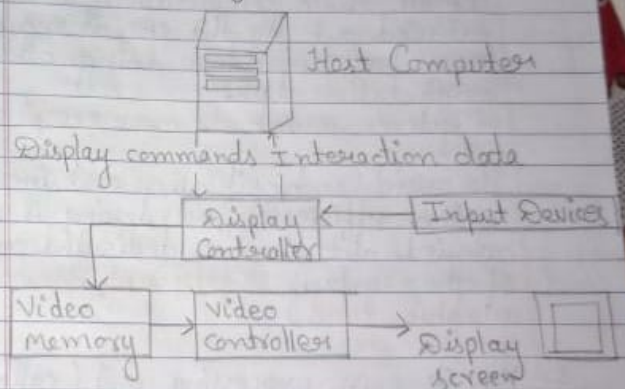 Host Computer
Display commands Interaction data
Display
Controller
Input Devices
Video
memory
video
controller
Display
screen